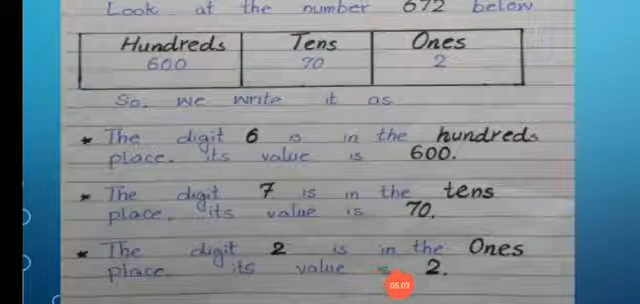 Look at the number 672 below
Hundreds Tens Ones
600 70 2
So, we write it as
* The digit 6 is in the hundreds
place. its value is 600.
* The digit 7 is in the tens
place. its value is 70.
* The digit 2 is in the Ones
place its value is 2.
05:07